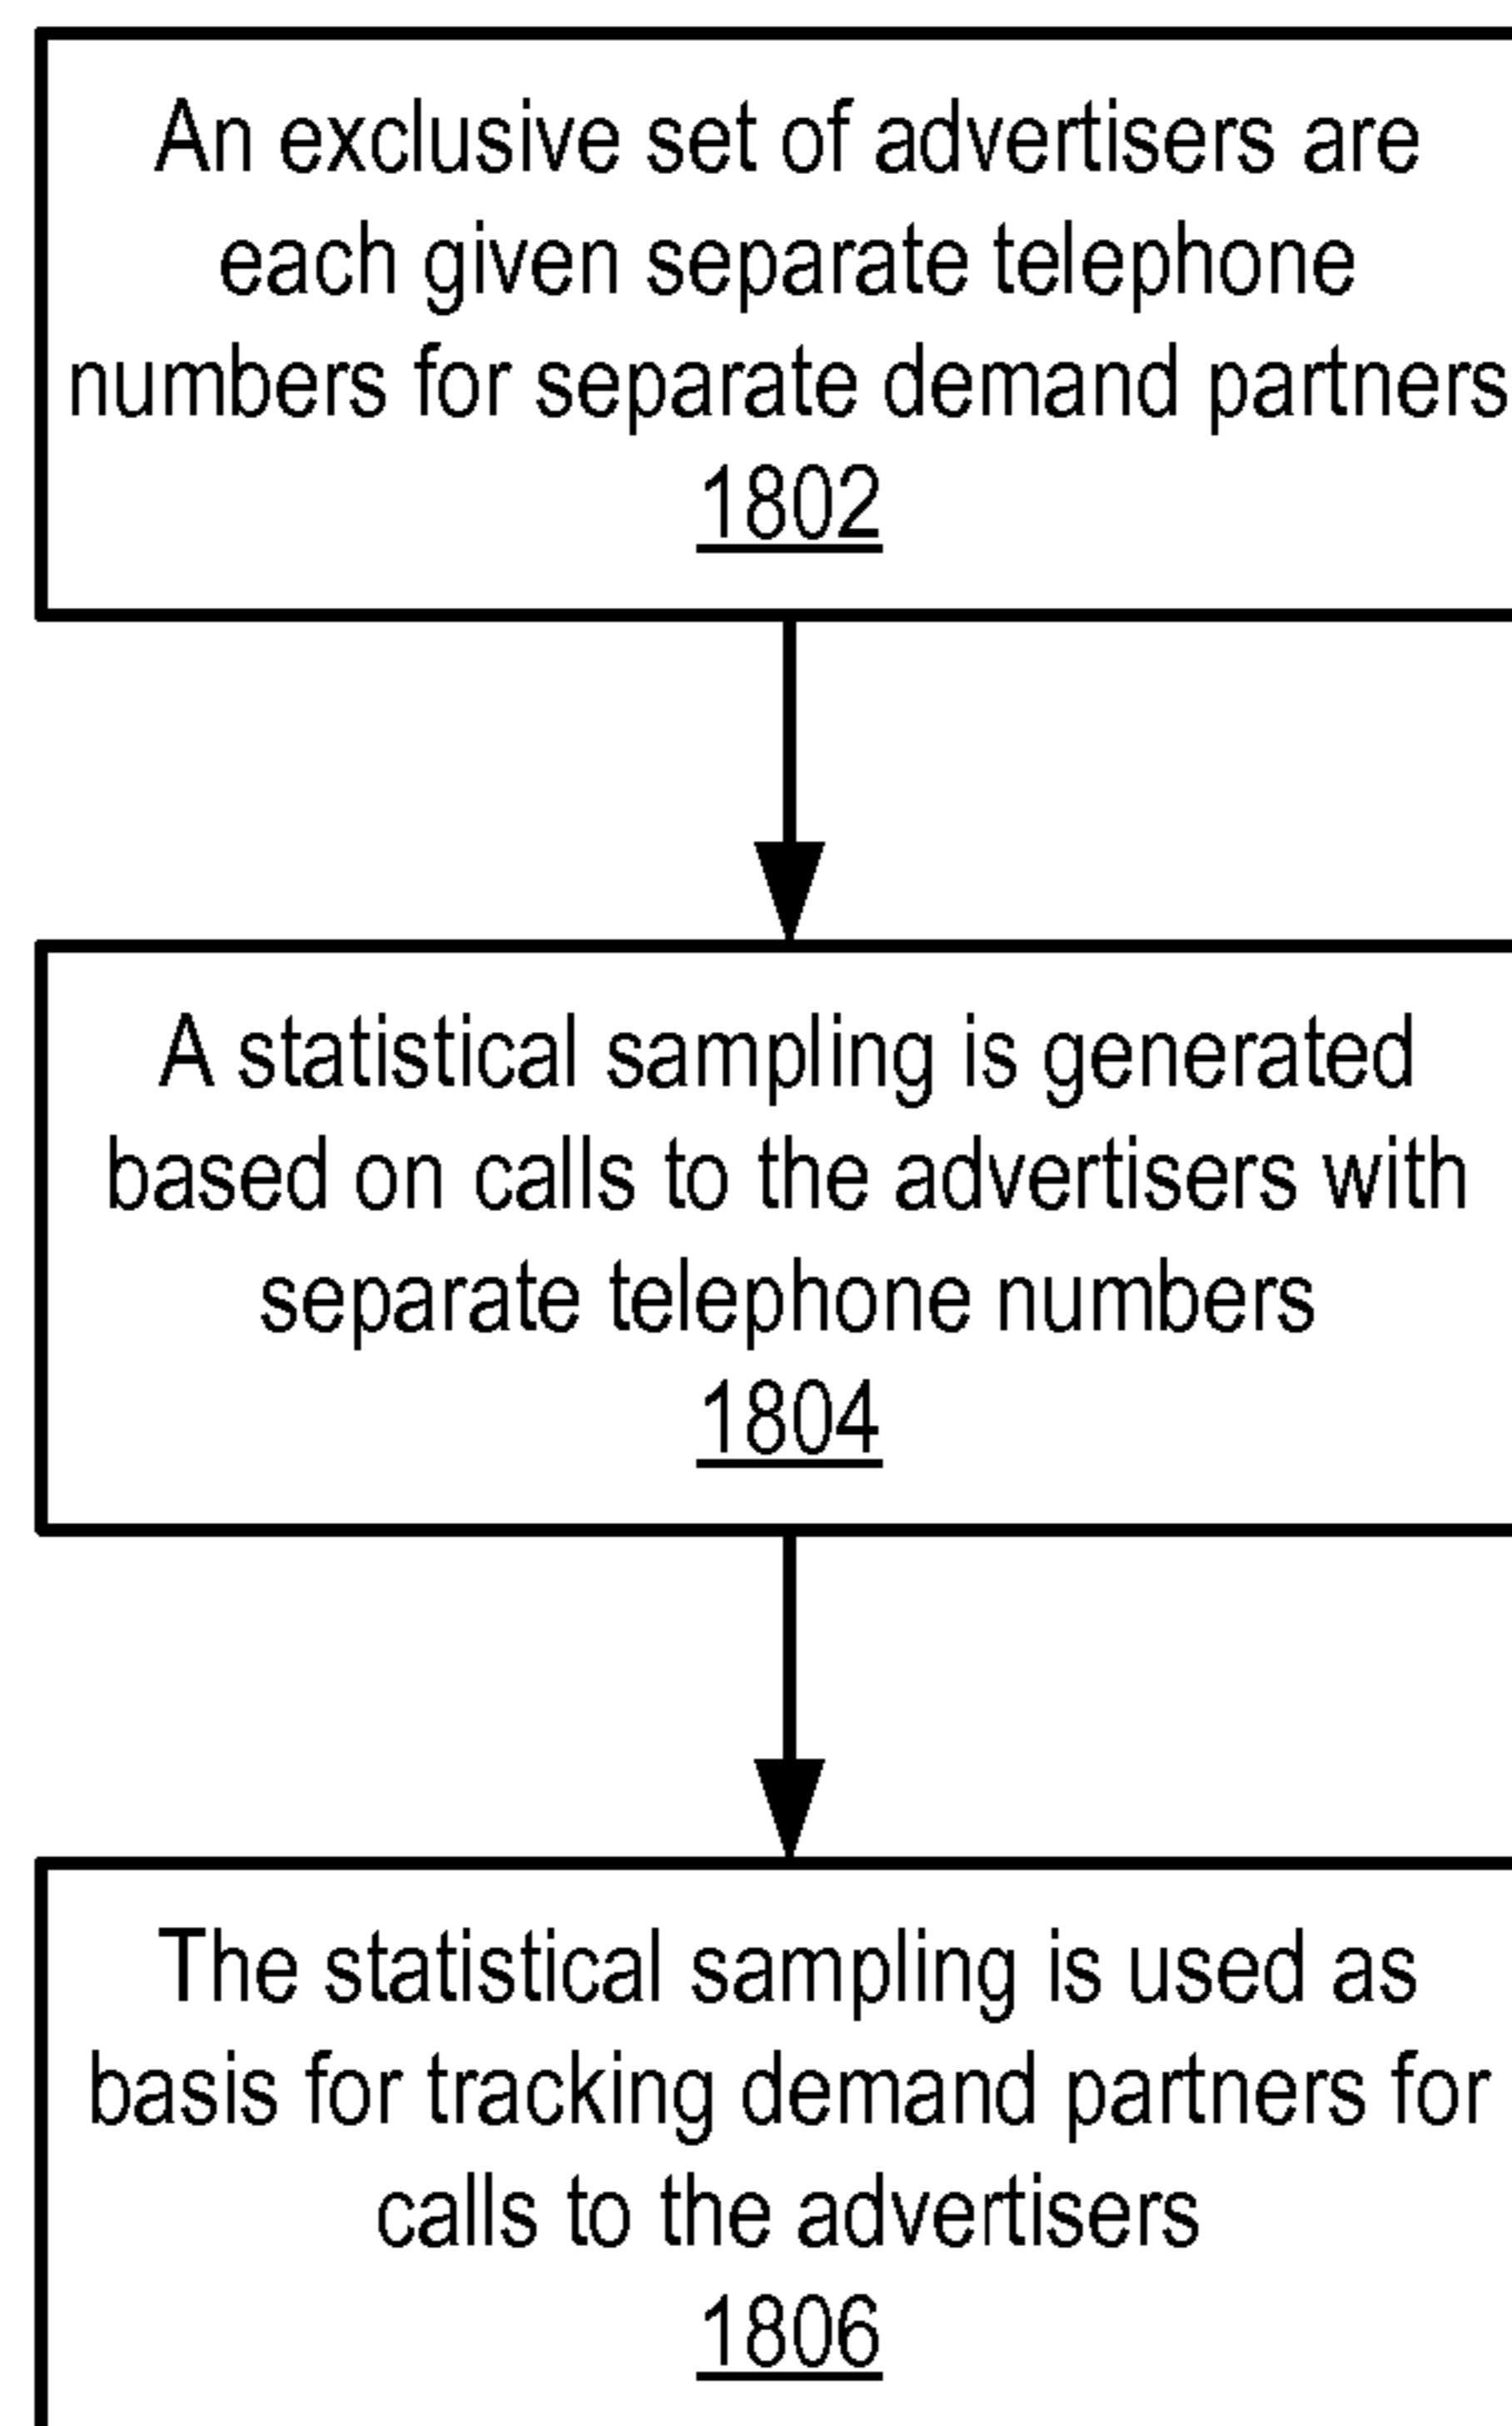 An exclusive set of advertisers are
each given separate telephone
numbers for separate demand partners
1802
A statistical sampling is generated
based on calls to the advertisers with
separate telephone numbers
1804
The statistical sampling is used as
basis for tracking demand partners for
calls to the advertisers
1806